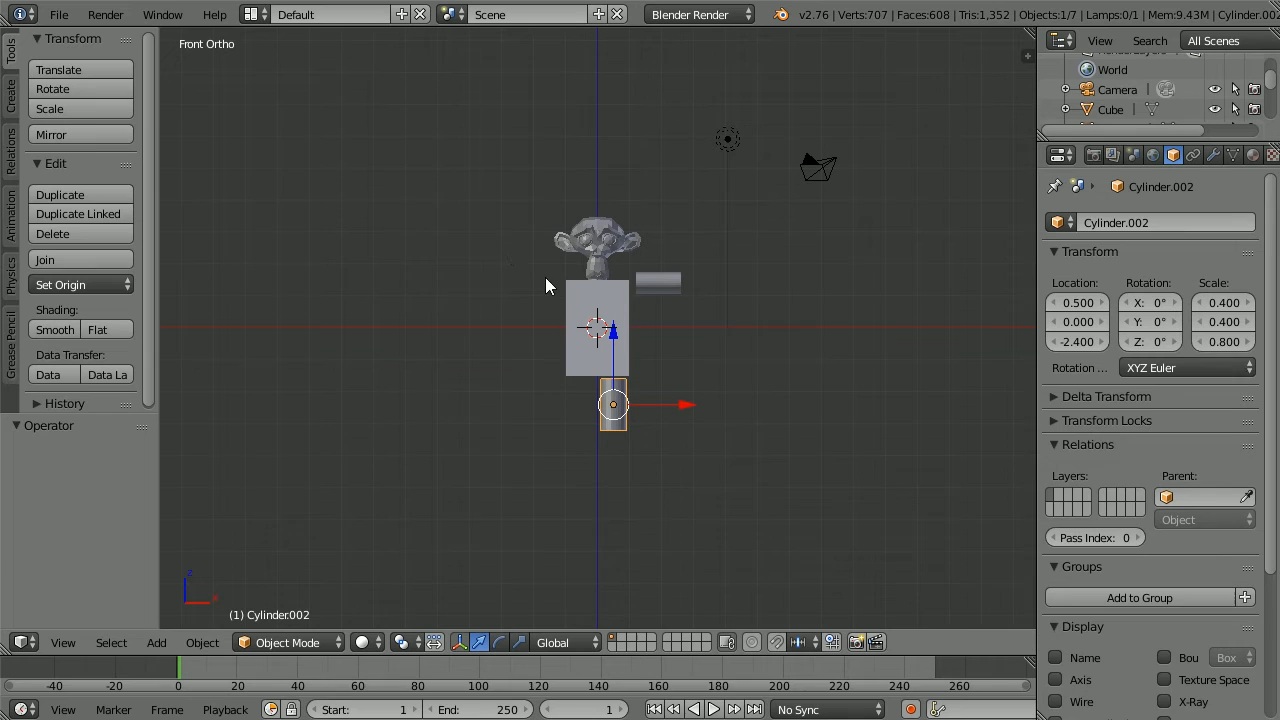 File Render Window Help Default Scene Blender Render v2.76 | Verts:707 | Faces:608 | Tris:1,352 | Objects:1/7 | Lamps:0/1 | Mem:9.43M |
Tools
Create
Relations
Animation
Physics
Grease Pencil
Transform
Translate
Rotate
Scale
Mirror
Edit
Duplicate
Duplicate Linked
Delete
Join
Set Origin
Shading:
Smooth Flat
Data Transfer:
Data Data La
History
Operator
Front Ortho
z
x
(1) Cylinder.002
View Search All Scenes
World
Camera
Cube
Cylinder.002
Cylinder.002
Transform
Location: Rotation: Scale:
0.500 X: 0° 0.400
0.000 Y: 0° 0.400
-2.400 Z: 0° 0.800
Rotation ... XYZ Euler
Delta Transform
Transform Locks
Relations
Layers: Parent:
Object
Pass Index: 0
Groups
Add to Group
Display
Name Bou Box
Axis Texture Space
Wire X-Ray
View Select Add Object Object Mode Global
-40 -20 0 20 40 60 80 100 120 140 160 180 200 220 240 260
View Marker Frame Playback Start: 1 End: 250 1 No Sync